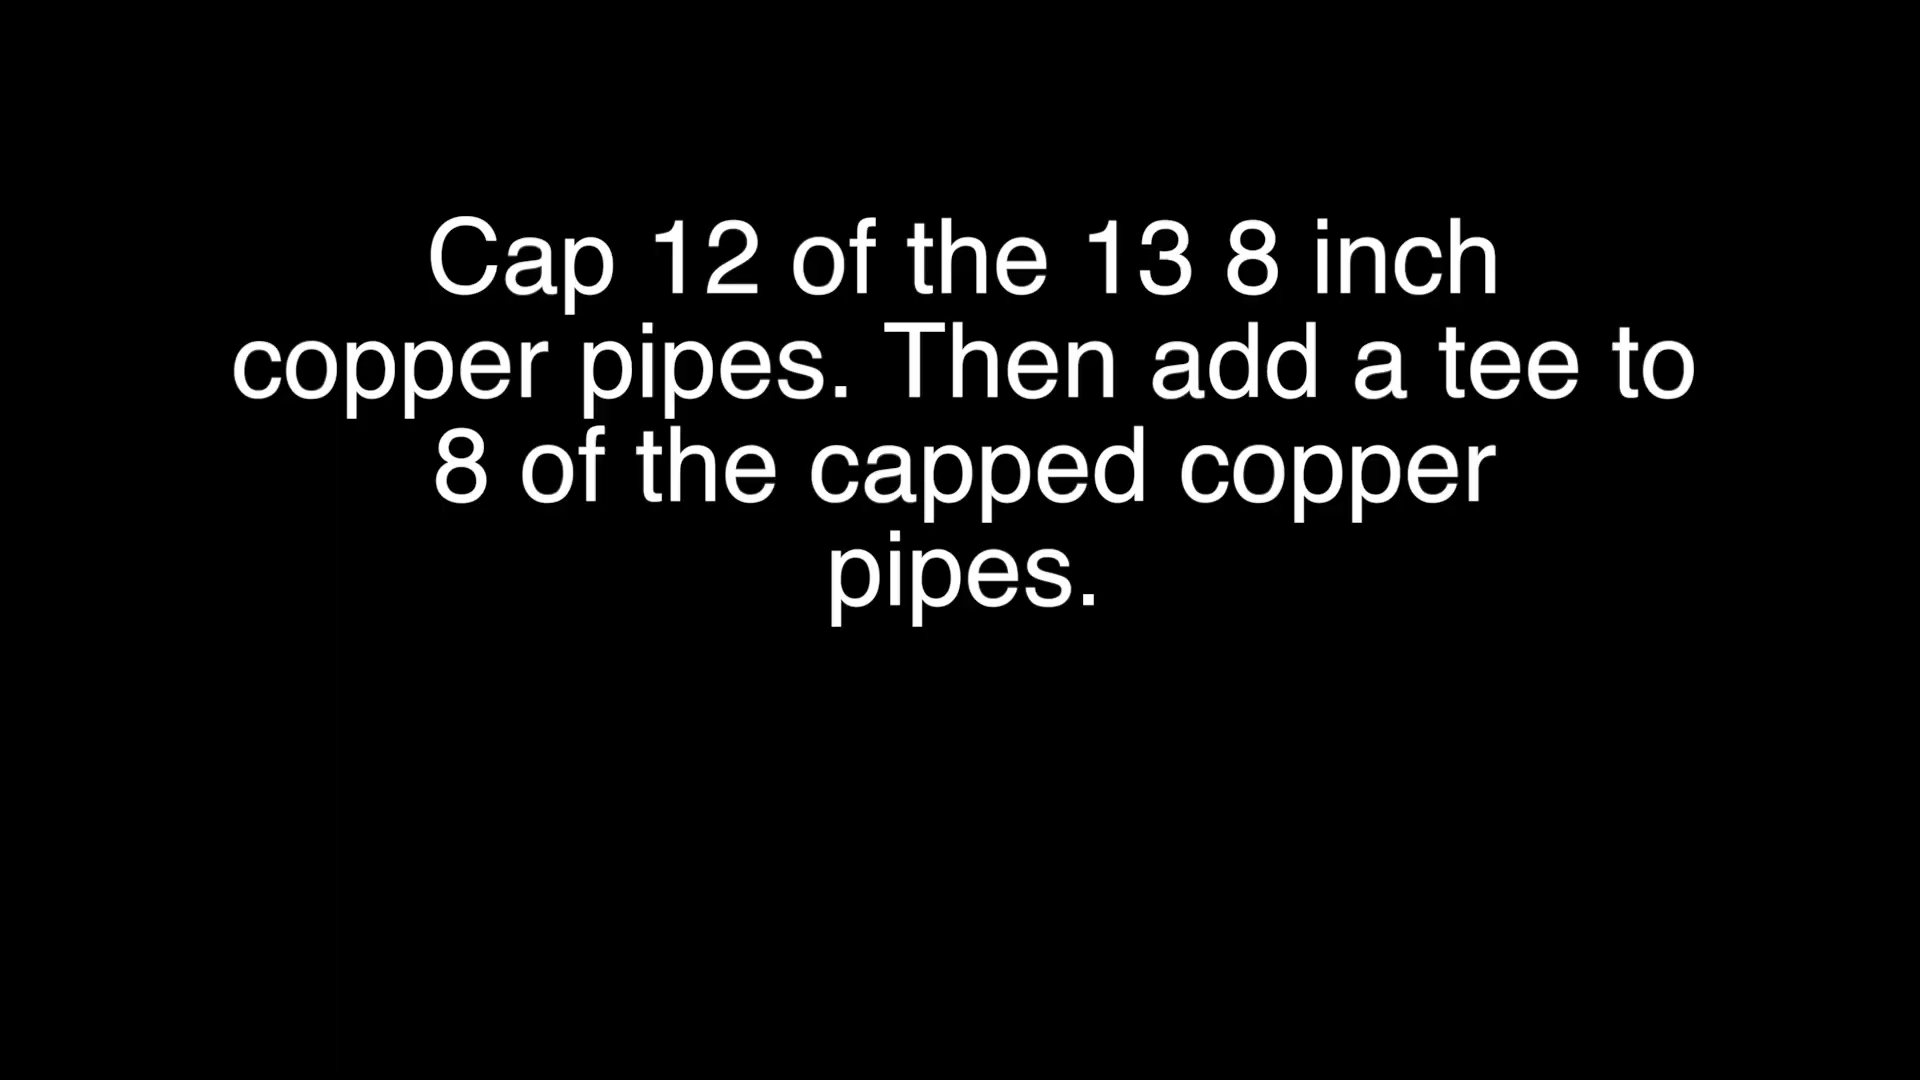 Cap 12 of the 13 8 inch
copper pipes. Then add a tee to
8 of the capped copper
pipes.